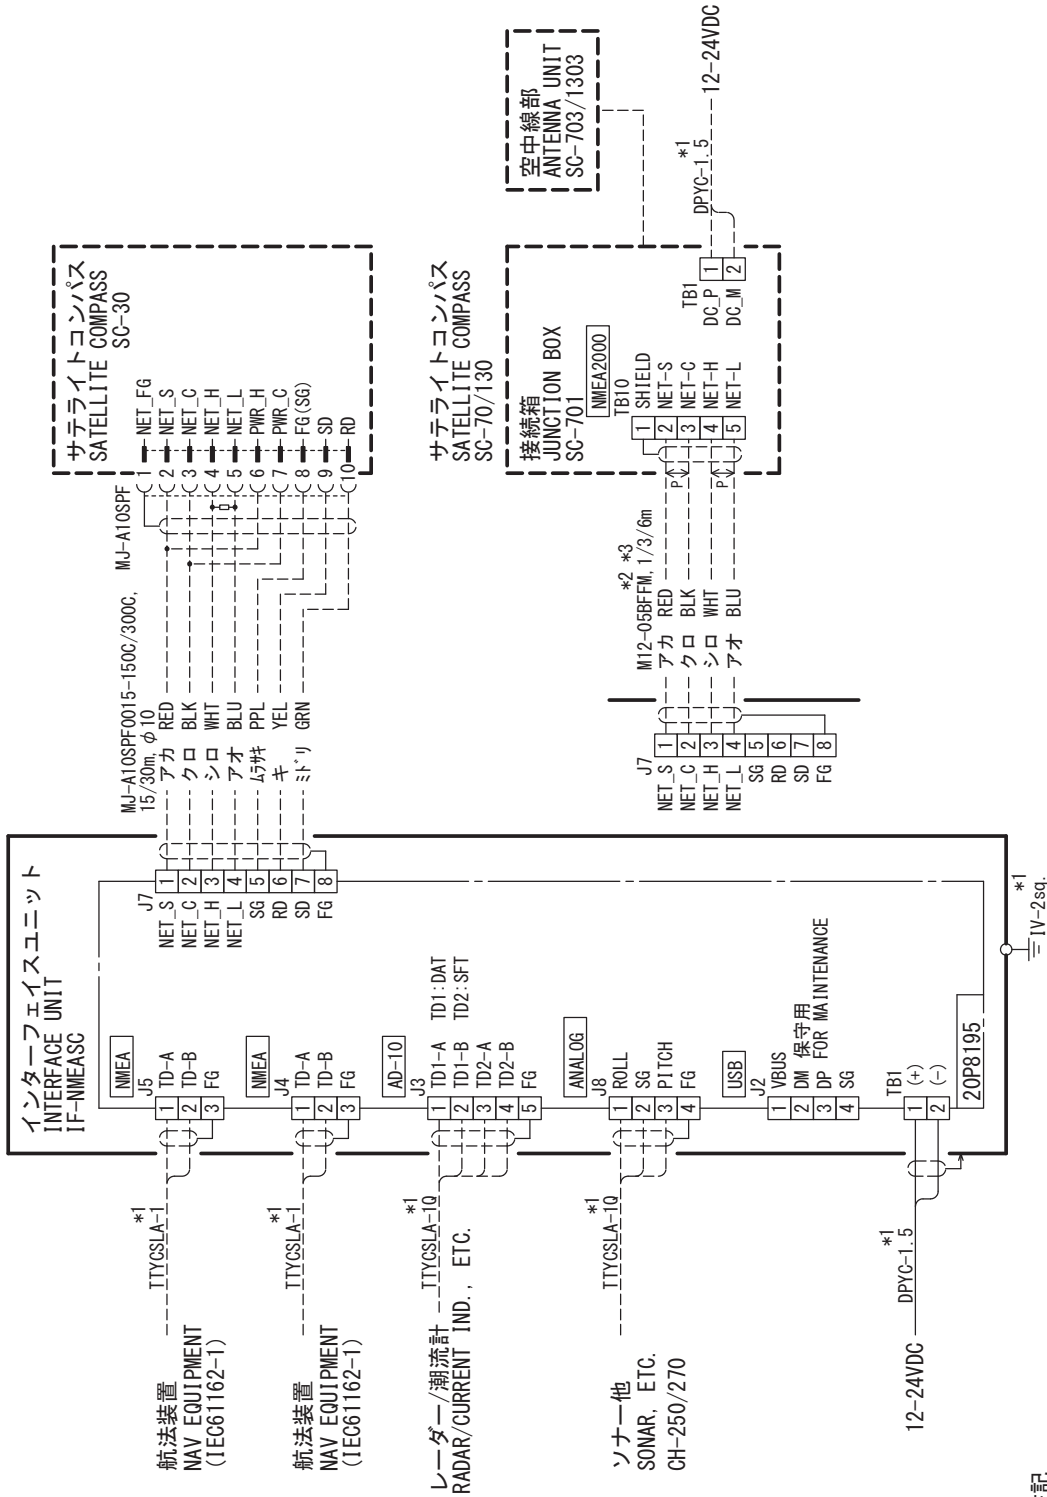 インターフェイスユニット
INTERFACE UNIT
IF-NMEASC
航法装置
NAV EQUIPMENT
(IEC61162-1)
TTYCSLA-1
*1
NMEA
J5
1 TD-A
2 TD-B
3 FG
航法装置
NAV EQUIPMENT
(IEC61162-1)
TTYCSLA-1
*1
NMEA
J4
1 TD-A
2 TD-B
3 FG
レーダー/潮流計
RADAR/CURRENT IND., ETC.
TTYCSLA-1Q
*1
AD-10
J3
1 TD1-A
2 TD1-B
3 TD2-A
4 TD2-B
5 FG
TD1:DAT
TD2:SFT
ソナー他
SONAR, ETC.
CH-250/270
TTYCSLA-1Q
*1
ANALOG
J8
1 ROLL
2 SG
3 PITCH
4 FG
USB
J2
1 VBUS
2 DM
3 DP
4 SG
保守用
FOR MAINTENANCE
12-24VDC
DPYC-1.5
*1
TB1
1 (+)
2 (-)
20P8195
IV-2sq.
*1
J7
NET_S 1
NET_C 2
NET_H 3
NET_L 4
SG 5
RD 6
SD 7
FG 8
MJ-A10SPF0015-150C/300C,
15/30m, φ10
アカ RED
クロ BLK
シロ WHT
アオ BLU
ムラサキ PPL
キ YEL
ミドリ GRN
MJ-A10SPF
サテライトコンパス
SATELLITE COMPASS
SC-30
1 NET_FG
2 NET_S
3 NET_C
4 NET_H
5 NET_L
6 PWR_H
7 PWR_C
8 FG(SG)
9 SD
10 RD
J7
NET_S 1
NET_C 2
NET_H 3
NET_L 4
SG 5
RD 6
SD 7
FG 8
*2 *3
M12-05BFFM, 1/3/6m
アカ RED
クロ BLK
シロ WHT
アオ BLU
P
P
サテライトコンパス
SATELLITE COMPASS
SC-70/130
接続箱
JUNCTION BOX
SC-701
NMEA2000
TB10
1 SHIELD
2 NET-S
3 NET-C
4 NET-H
5 NET-L
TB1
DC_P 1
DC_M 2
DPYC-1.5
*1
12-24VDC
空中線部
ANTENNA UNIT
SC-703/1303